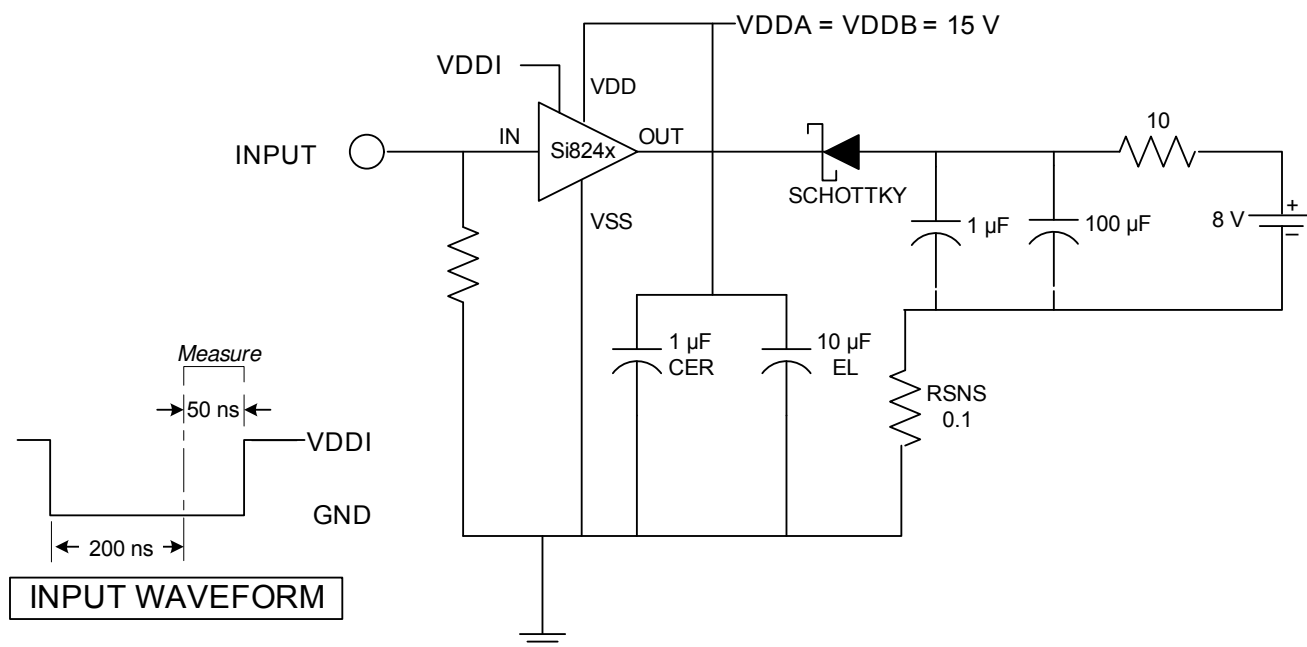 VDDA = VDDB = 15 V
VDDI
VDD
10
INPUT
IN
Si824x
OUT
SCHOTTKY
VSS
1 µF
100 µF
8 V
+
−
1 µF
CER
10 µF
EL
RSNS
0.1
Measure
50 ns
VDDI
GND
200 ns
INPUT WAVEFORM